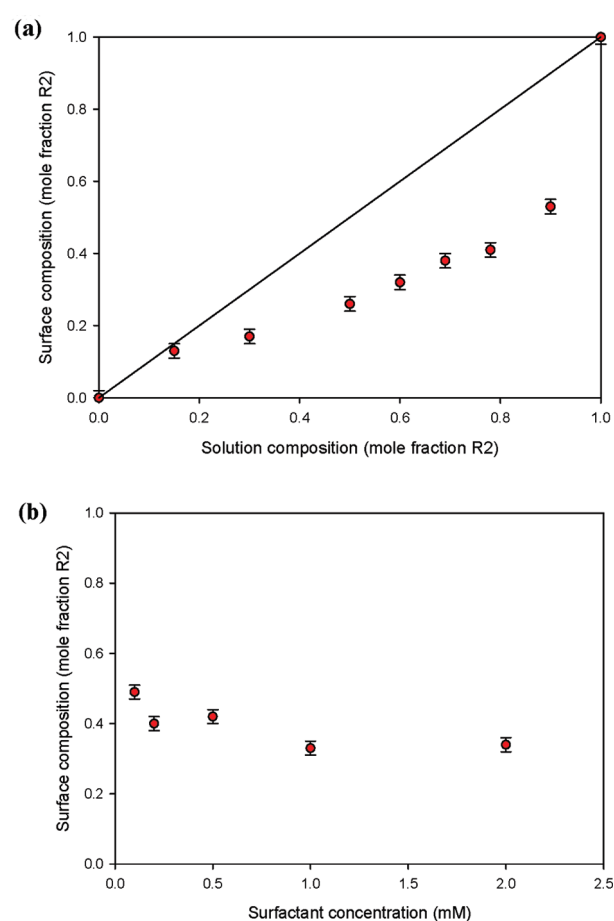 (a)
1.0
0.8
0.6
0.4
0.2
0.0
Surface composition (mole fraction R2)
0.0 0.2 0.4 0.6 0.8 1.0
Solution composition (mole fraction R2)
(b)
1.0
0.8
0.6
0.4
0.2
0.0
Surface composition (mole fraction R2)
0.0 0.5 1.0 1.5 2.0 2.5
Surfactant concentration (mM)